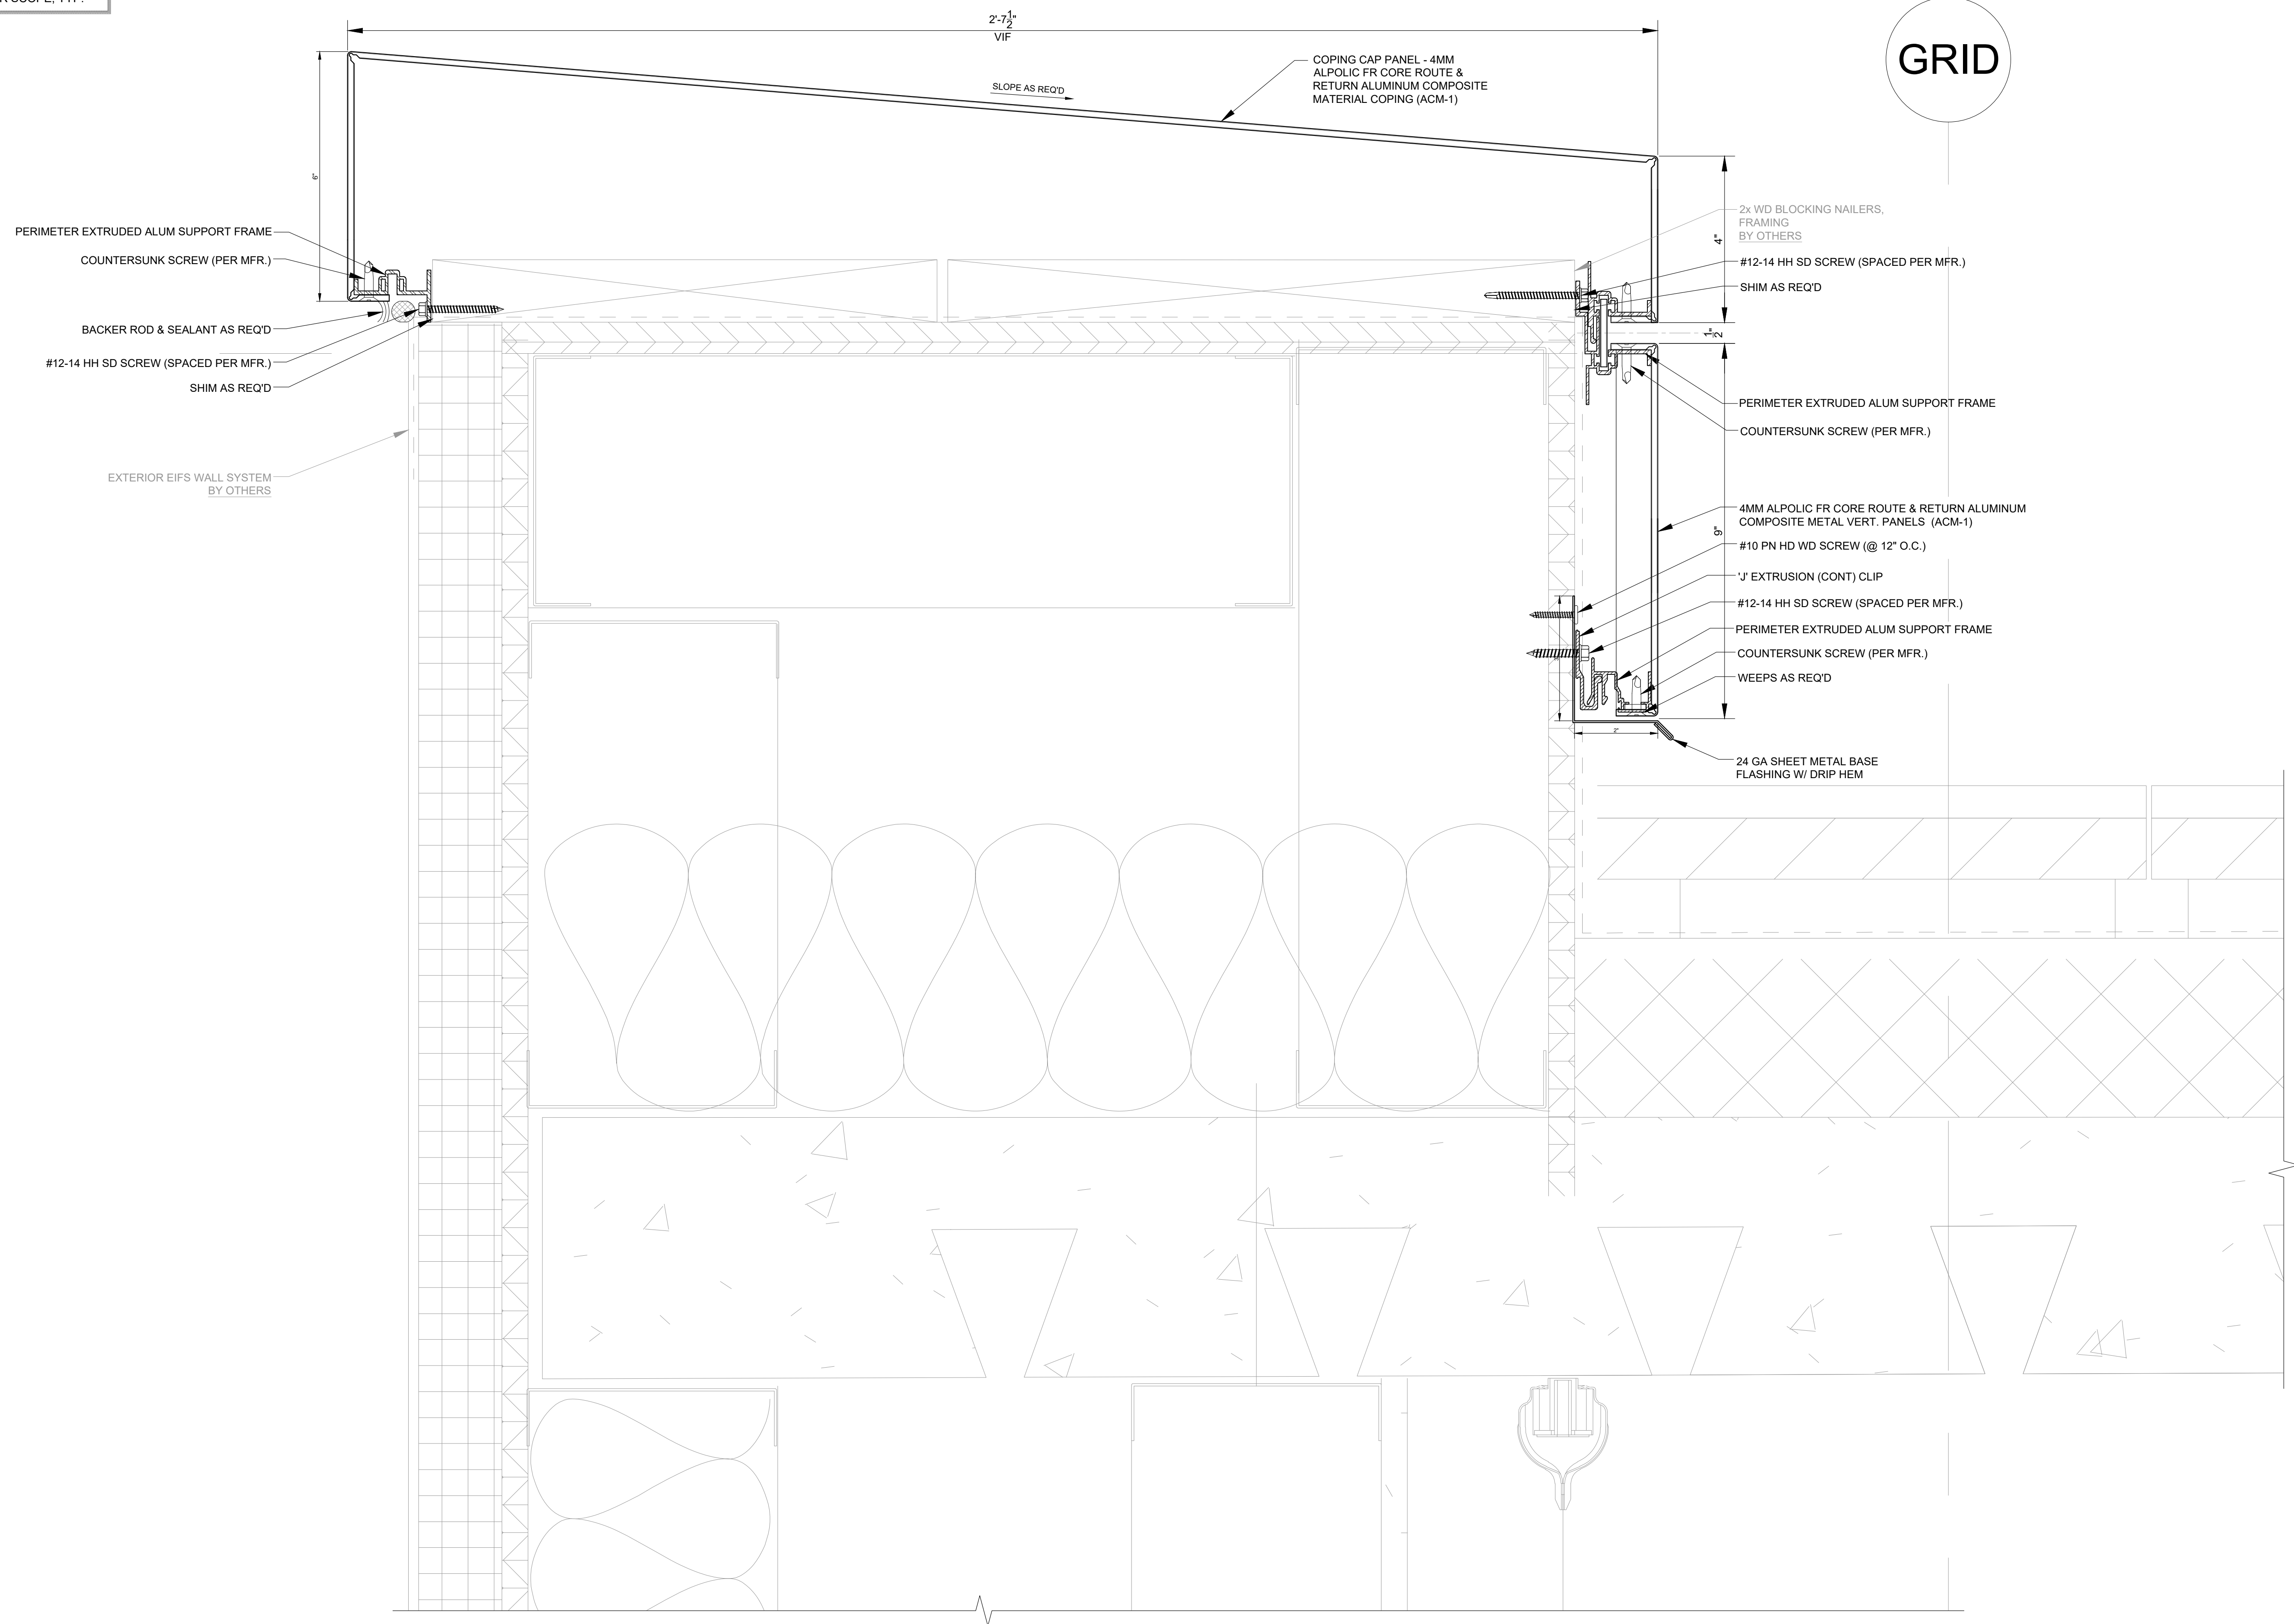 R SCOPE, TYP.
2'-7 1/2"
VIF
GRID
COPING CAP PANEL - 4MM
ALPOLIC FR CORE ROUTE &
RETURN ALUMINUM COMPOSITE
MATERIAL COPING (ACM-1)
SLOPE AS REQ'D
6"
PERIMETER EXTRUDED ALUM SUPPORT FRAME
COUNTERSUNK SCREW (PER MFR.)
BACKER ROD & SEALANT AS REQ'D
#12-14 HH SD SCREW (SPACED PER MFR.)
SHIM AS REQ'D
EXTERIOR EIFS WALL SYSTEM
BY OTHERS
2x WD BLOCKING NAILERS,
FRAMING
BY OTHERS
4"
#12-14 HH SD SCREW (SPACED PER MFR.)
SHIM AS REQ'D
1/2"
PERIMETER EXTRUDED ALUM SUPPORT FRAME
COUNTERSUNK SCREW (PER MFR.)
4MM ALPOLIC FR CORE ROUTE & RETURN ALUMINUM
COMPOSITE METAL VERT. PANELS (ACM-1)
9"
#10 PN HD WD SCREW (@ 12" O.C.)
'J' EXTRUSION (CONT) CLIP
#12-14 HH SD SCREW (SPACED PER MFR.)
PERIMETER EXTRUDED ALUM SUPPORT FRAME
COUNTERSUNK SCREW (PER MFR.)
WEEPS AS REQ'D
2"
24 GA SHEET METAL BASE
FLASHING W/ DRIP HEM